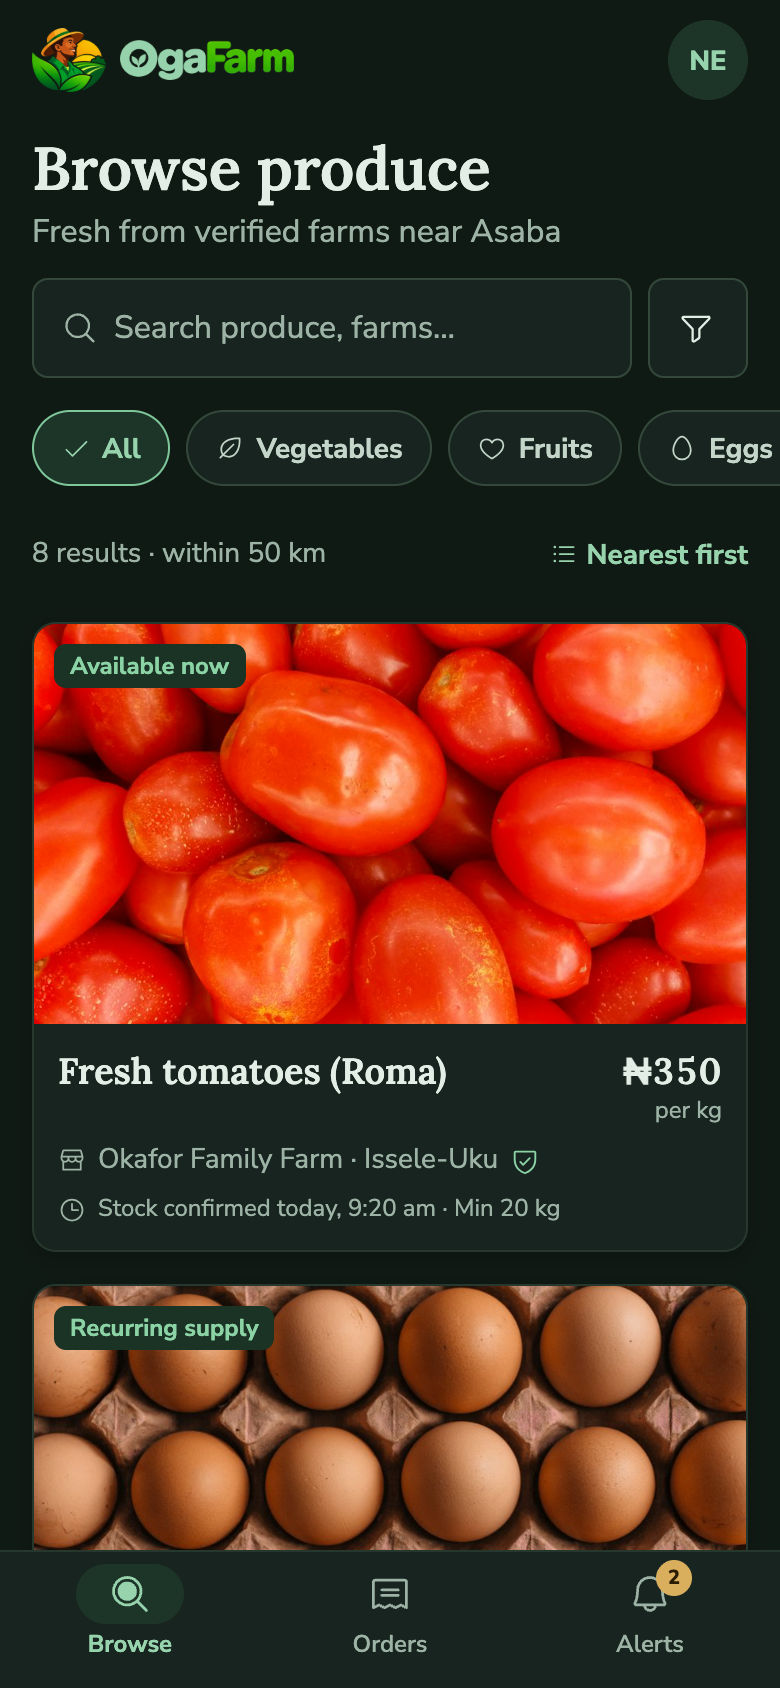 OgaFarm
NE
Browse produce
Fresh from verified farms near Asaba
Search produce, farms...
All
Vegetables
Fruits
Eggs
8 results · within 50 km
Nearest first
Available now
Fresh tomatoes (Roma)
₦350
per kg
Okafor Family Farm · Issele-Uku
Stock confirmed today, 9:20 am · Min 20 kg
Recurring supply
2
Browse
Orders
Alerts